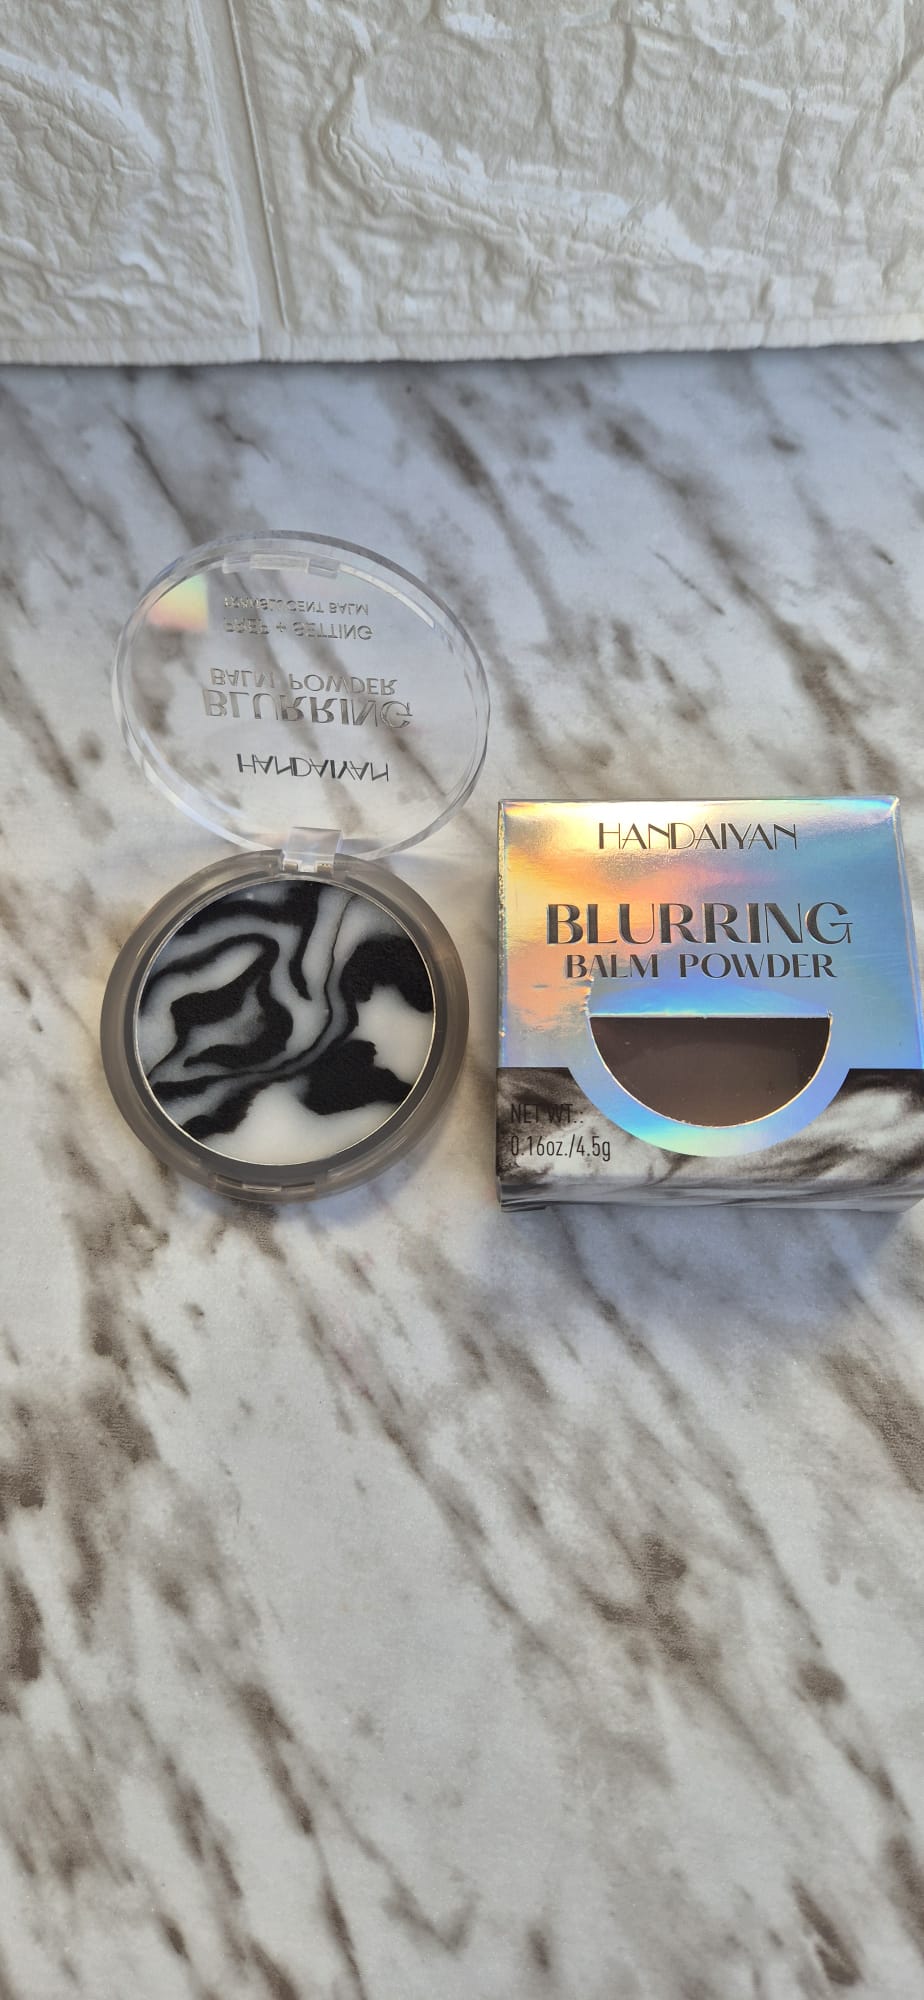 TRANSLUCENT BALM
PREP + SETTING
BALM POWDER
BLURRING
HANDAIYAN
HANDAIYAN
BLURRING
BALM POWDER
NET WT.:
0.16oz./4.5g